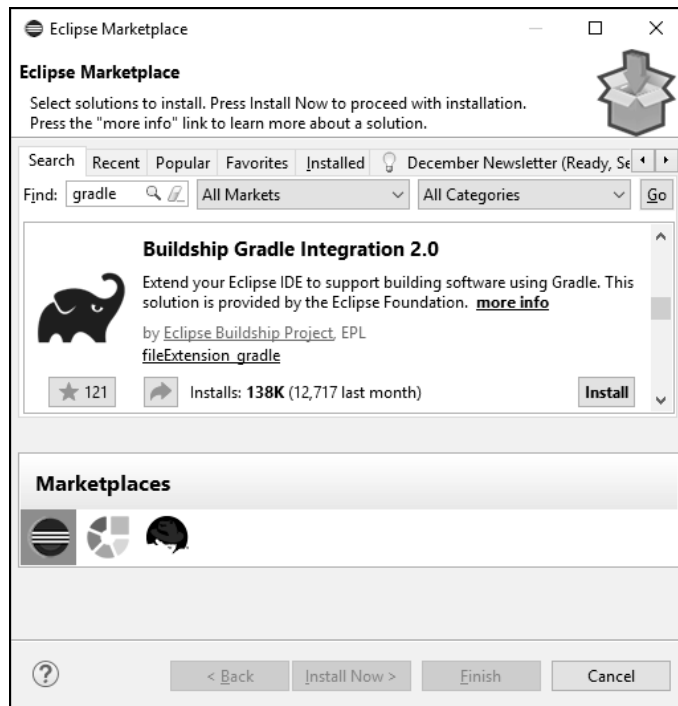 Eclipse Marketplace
Eclipse Marketplace
Select solutions to install. Press Install Now to proceed with installation.
Press the "more info" link to learn more about a solution.
Search Recent Popular Favorites Installed December Newsletter (Ready, Se
Find: gradle All Markets All Categories Go
Buildship Gradle Integration 2.0
Extend your Eclipse IDE to support building software using Gradle. This
solution is provided by the Eclipse Foundation. more info
by Eclipse Buildship Project, EPL
fileExtension_gradle
121 Installs: 138K (12,717 last month) Install
Marketplaces
? < Back Install Now > Finish Cancel